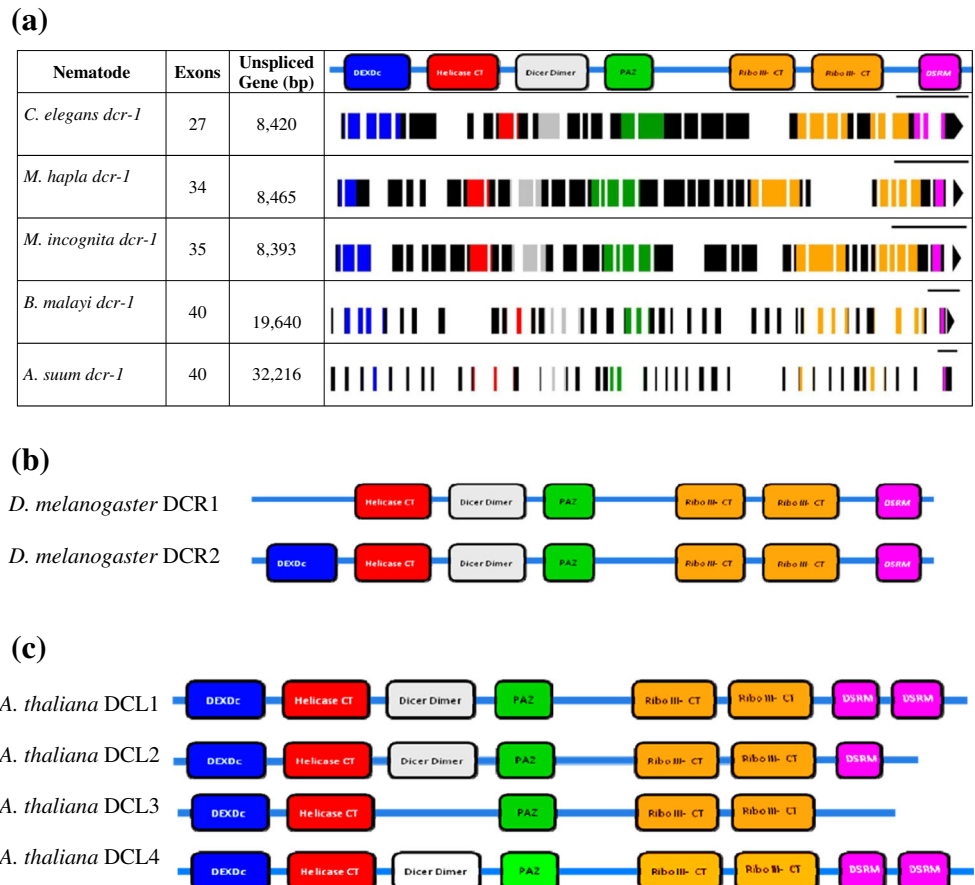 (a)
Nematode Exons Unspliced Gene (bp) DEXDc Helicase CT Dicer Dimer PAZ Ribo III- CT Ribo III- CT DSRM
C. elegans dcr-1 27 8,420
M. hapla dcr-1 34 8,465
M. incognita dcr-1 35 8,393
B. malayi dcr-1 40 19,640
A. suum dcr-1 40 32,216
(b)
D. melanogaster DCR1 Helicase CT Dicer Dimer PAZ Ribo III- CT Ribo III- CT DSRM
D. melanogaster DCR2 DEXDc Helicase CT Dicer Dimer PAZ Ribo III- CT Ribo III- CT DSRM
(c)
A. thaliana DCL1 DEXDc Helicase CT Dicer Dimer PAZ Ribo III- CT Ribo III- CT DSRM DSRM
A. thaliana DCL2 DEXDc Helicase CT Dicer Dimer PAZ Ribo III- CT Ribo III- CT DSRM
A. thaliana DCL3 DEXDc Helicase CT PAZ Ribo III- CT Ribo III- CT
A. thaliana DCL4 DEXDc Helicase CT Dicer Dimer PAZ Ribo III- CT Ribo III- CT DSRM DSRM